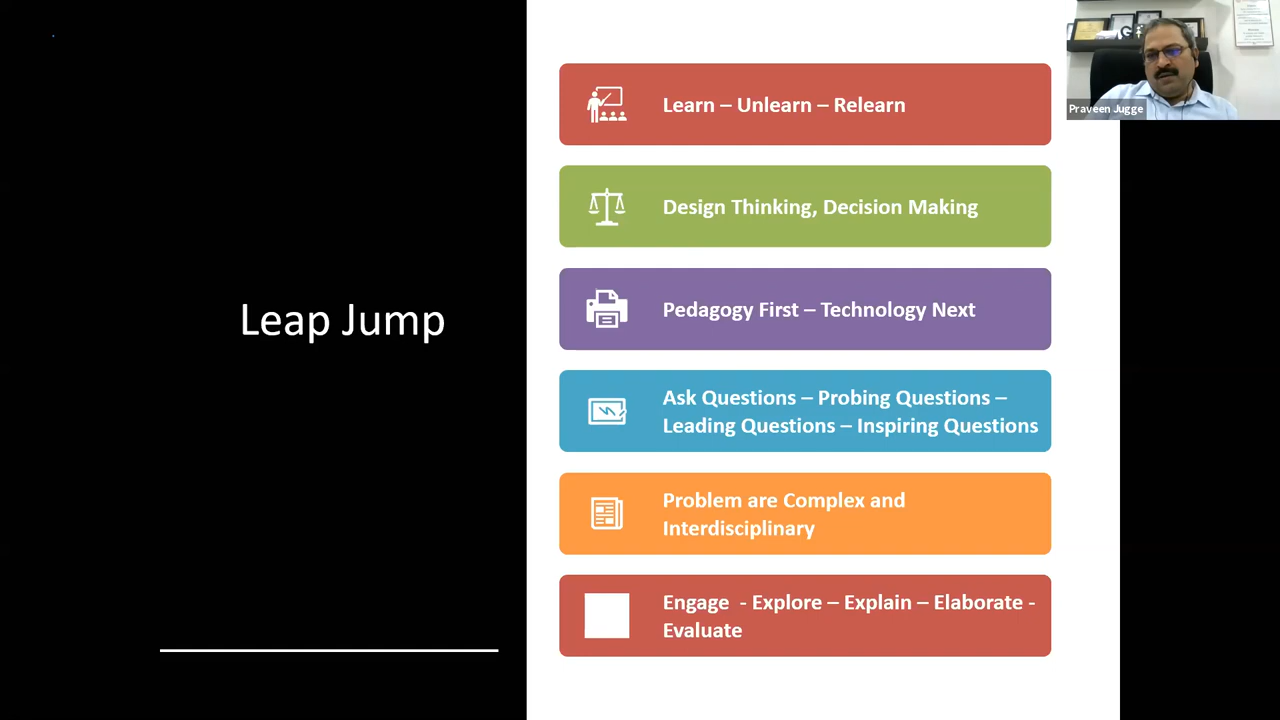 Leap Jump
Learn – Unlearn – Relearn
Design Thinking, Decision Making
Pedagogy First – Technology Next
Ask Questions – Probing Questions –
Leading Questions – Inspiring Questions
Problem are Complex and
Interdisciplinary
Engage - Explore – Explain – Elaborate -
Evaluate
Praveen Jugge